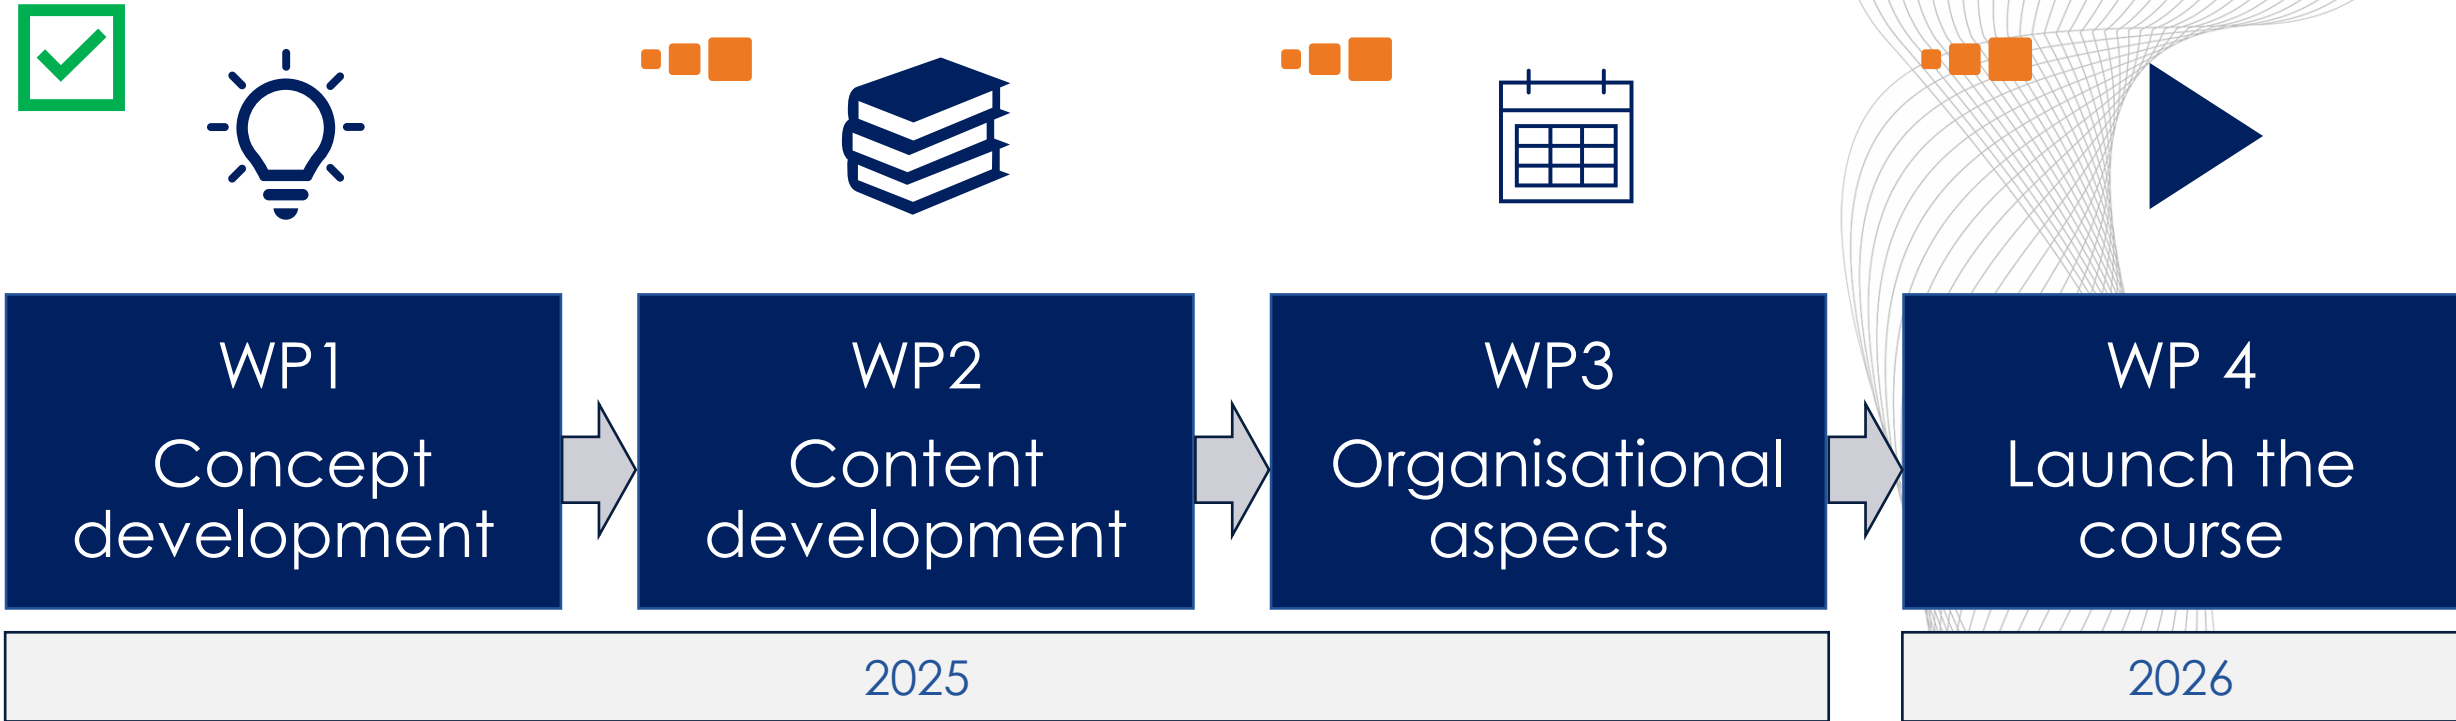 WP1
Concept
development
WP2
Content
development
WP3
Organisational
aspects
WP 4
Launch the
course
2025
2026